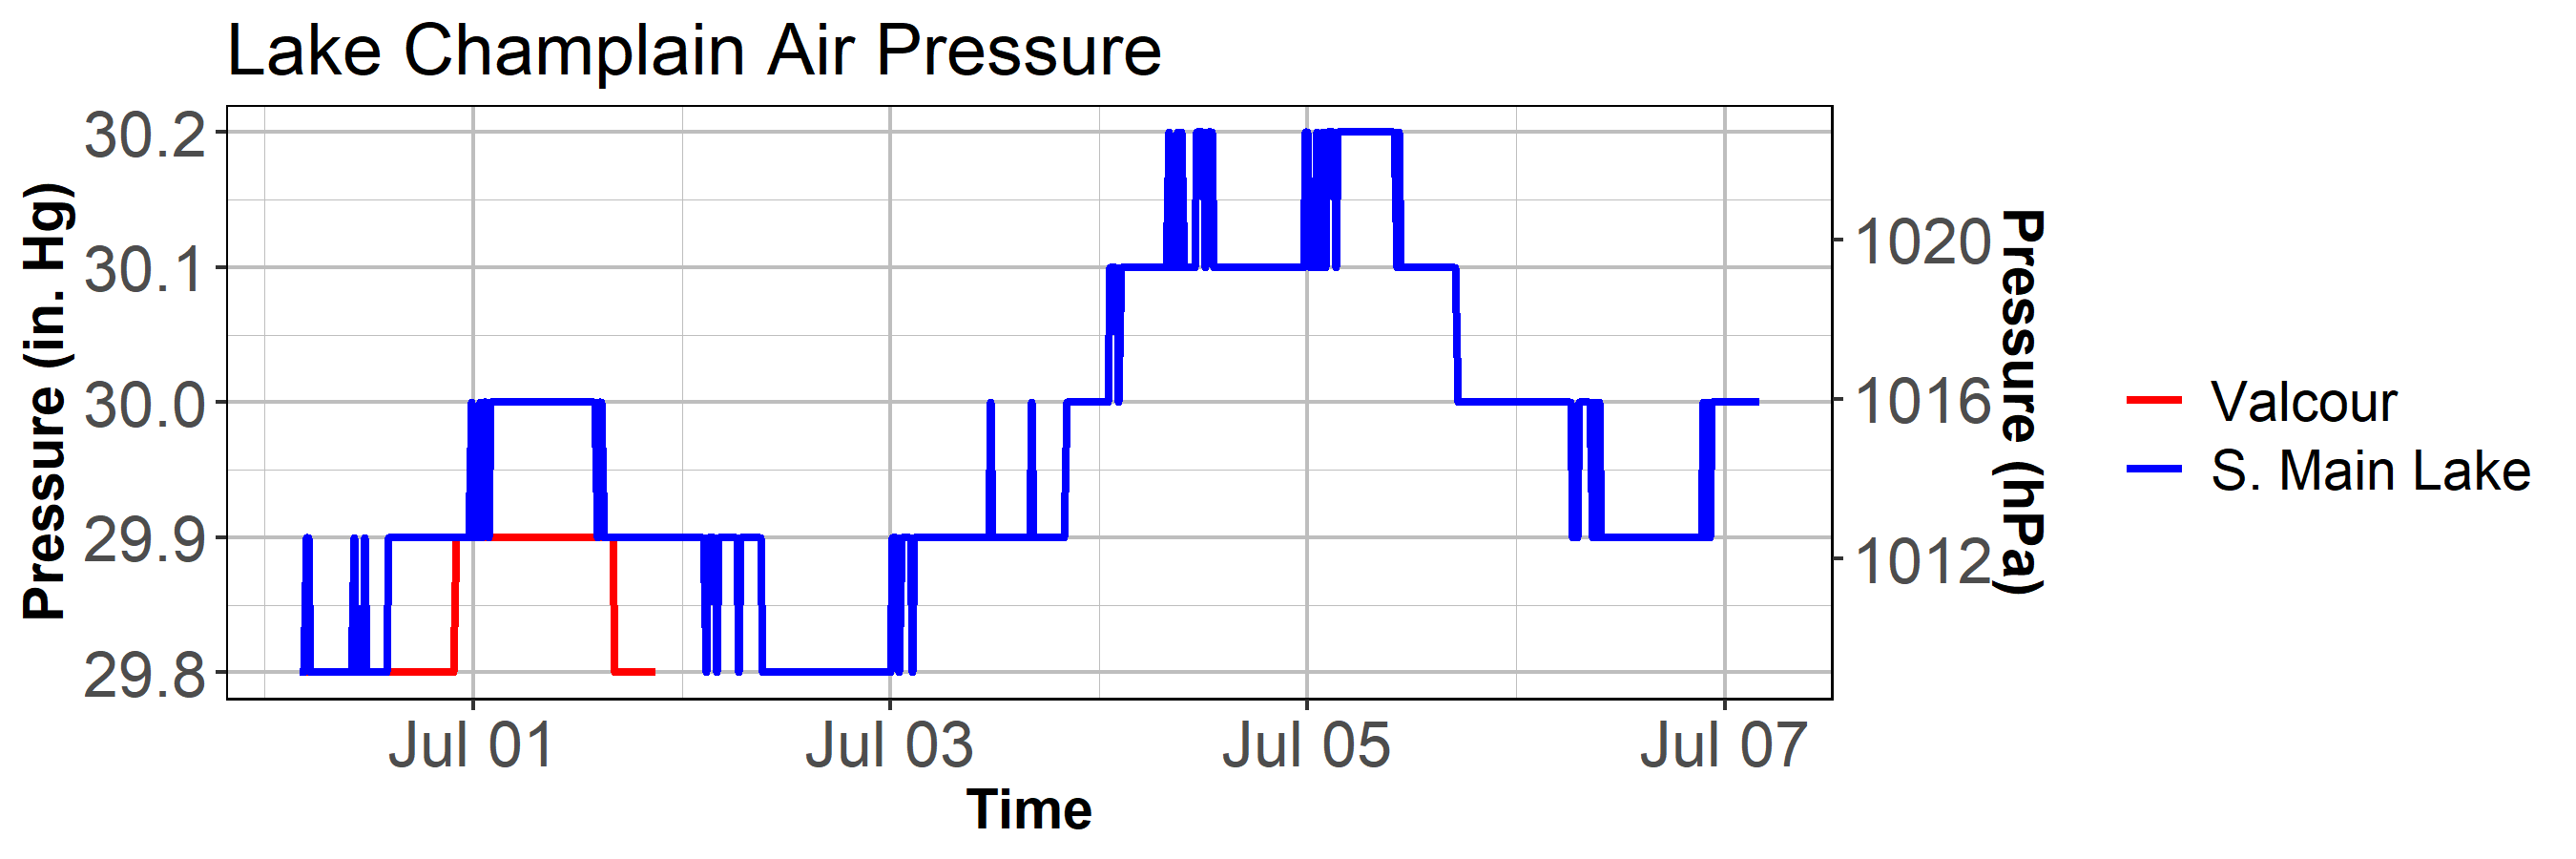 Lake Champlain Air Pressure
Pressure (in. Hg)
30.2
30.1
30.0
29.9
29.8
Jul 01
Jul 03
Jul 05
Jul 07
Time
1020
1016
1012
Pressure (hPa)
Valcour
S. Main Lake